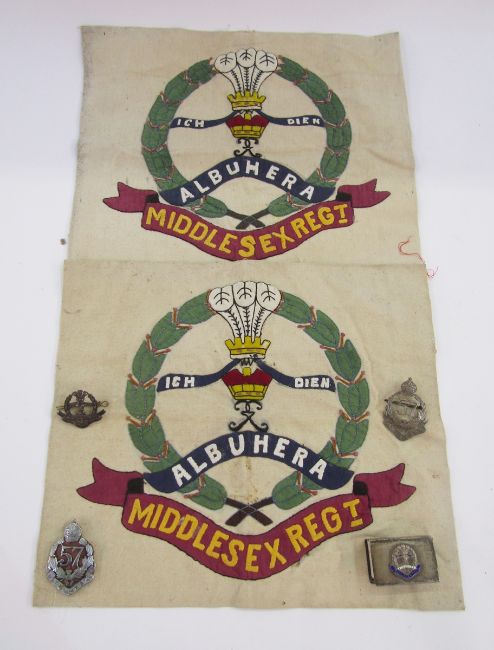 ICH DIEN
ALBUHERA
MIDDLESEX REGT
ICH DIEN
ALBUHERA
MIDDLESEX REGT
57